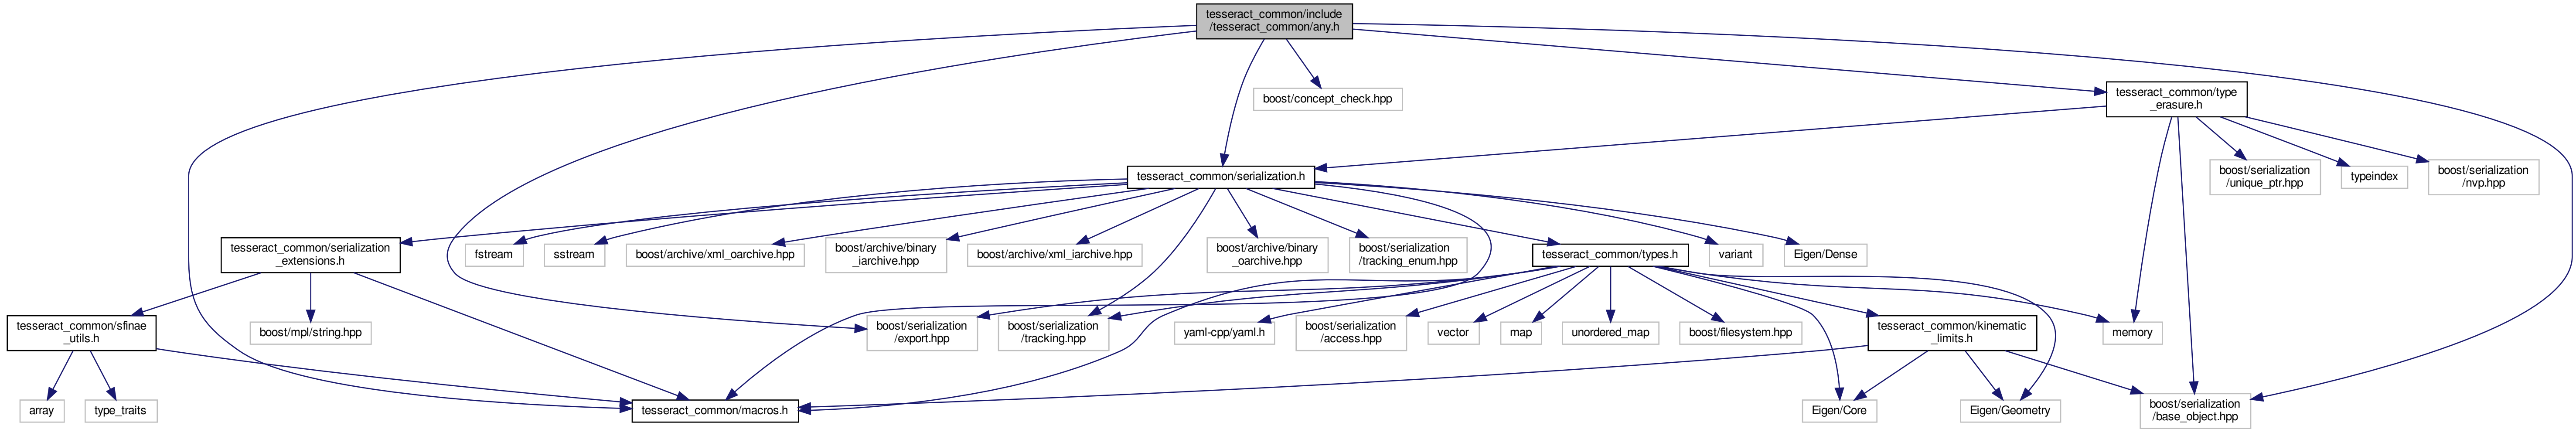 tesseract_common/include
/tesseract_common/any.h
boost/concept_check.hpp
tesseract_common/type
_erasure.h
tesseract_common/serialization.h
boost/serialization
/unique_ptr.hpp
typeindex
boost/serialization
/nvp.hpp
tesseract_common/serialization
_extensions.h
fstream
sstream
boost/archive/xml_oarchive.hpp
boost/archive/binary
_iarchive.hpp
boost/archive/xml_iarchive.hpp
boost/archive/binary
_oarchive.hpp
boost/serialization
/tracking_enum.hpp
tesseract_common/types.h
variant
Eigen/Dense
tesseract_common/sfinae
_utils.h
boost/mpl/string.hpp
boost/serialization
/export.hpp
boost/serialization
/tracking.hpp
yaml-cpp/yaml.h
boost/serialization
/access.hpp
vector
map
unordered_map
boost/filesystem.hpp
tesseract_common/kinematic
_limits.h
memory
array
type_traits
tesseract_common/macros.h
Eigen/Core
Eigen/Geometry
boost/serialization
/base_object.hpp